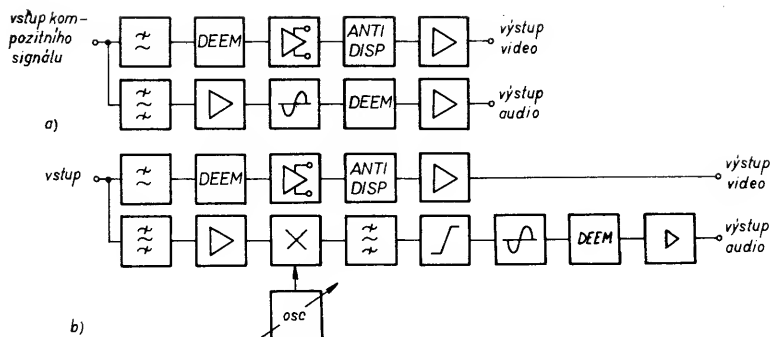 vstup kom-
pozitního
signálu
DEEM
ANTI
DISP
výstup
video
DEEM
výstup
audio
a)
vstup
DEEM
ANTI
DISP
výstup
video
DEEM
výstup
audio
osc
b)